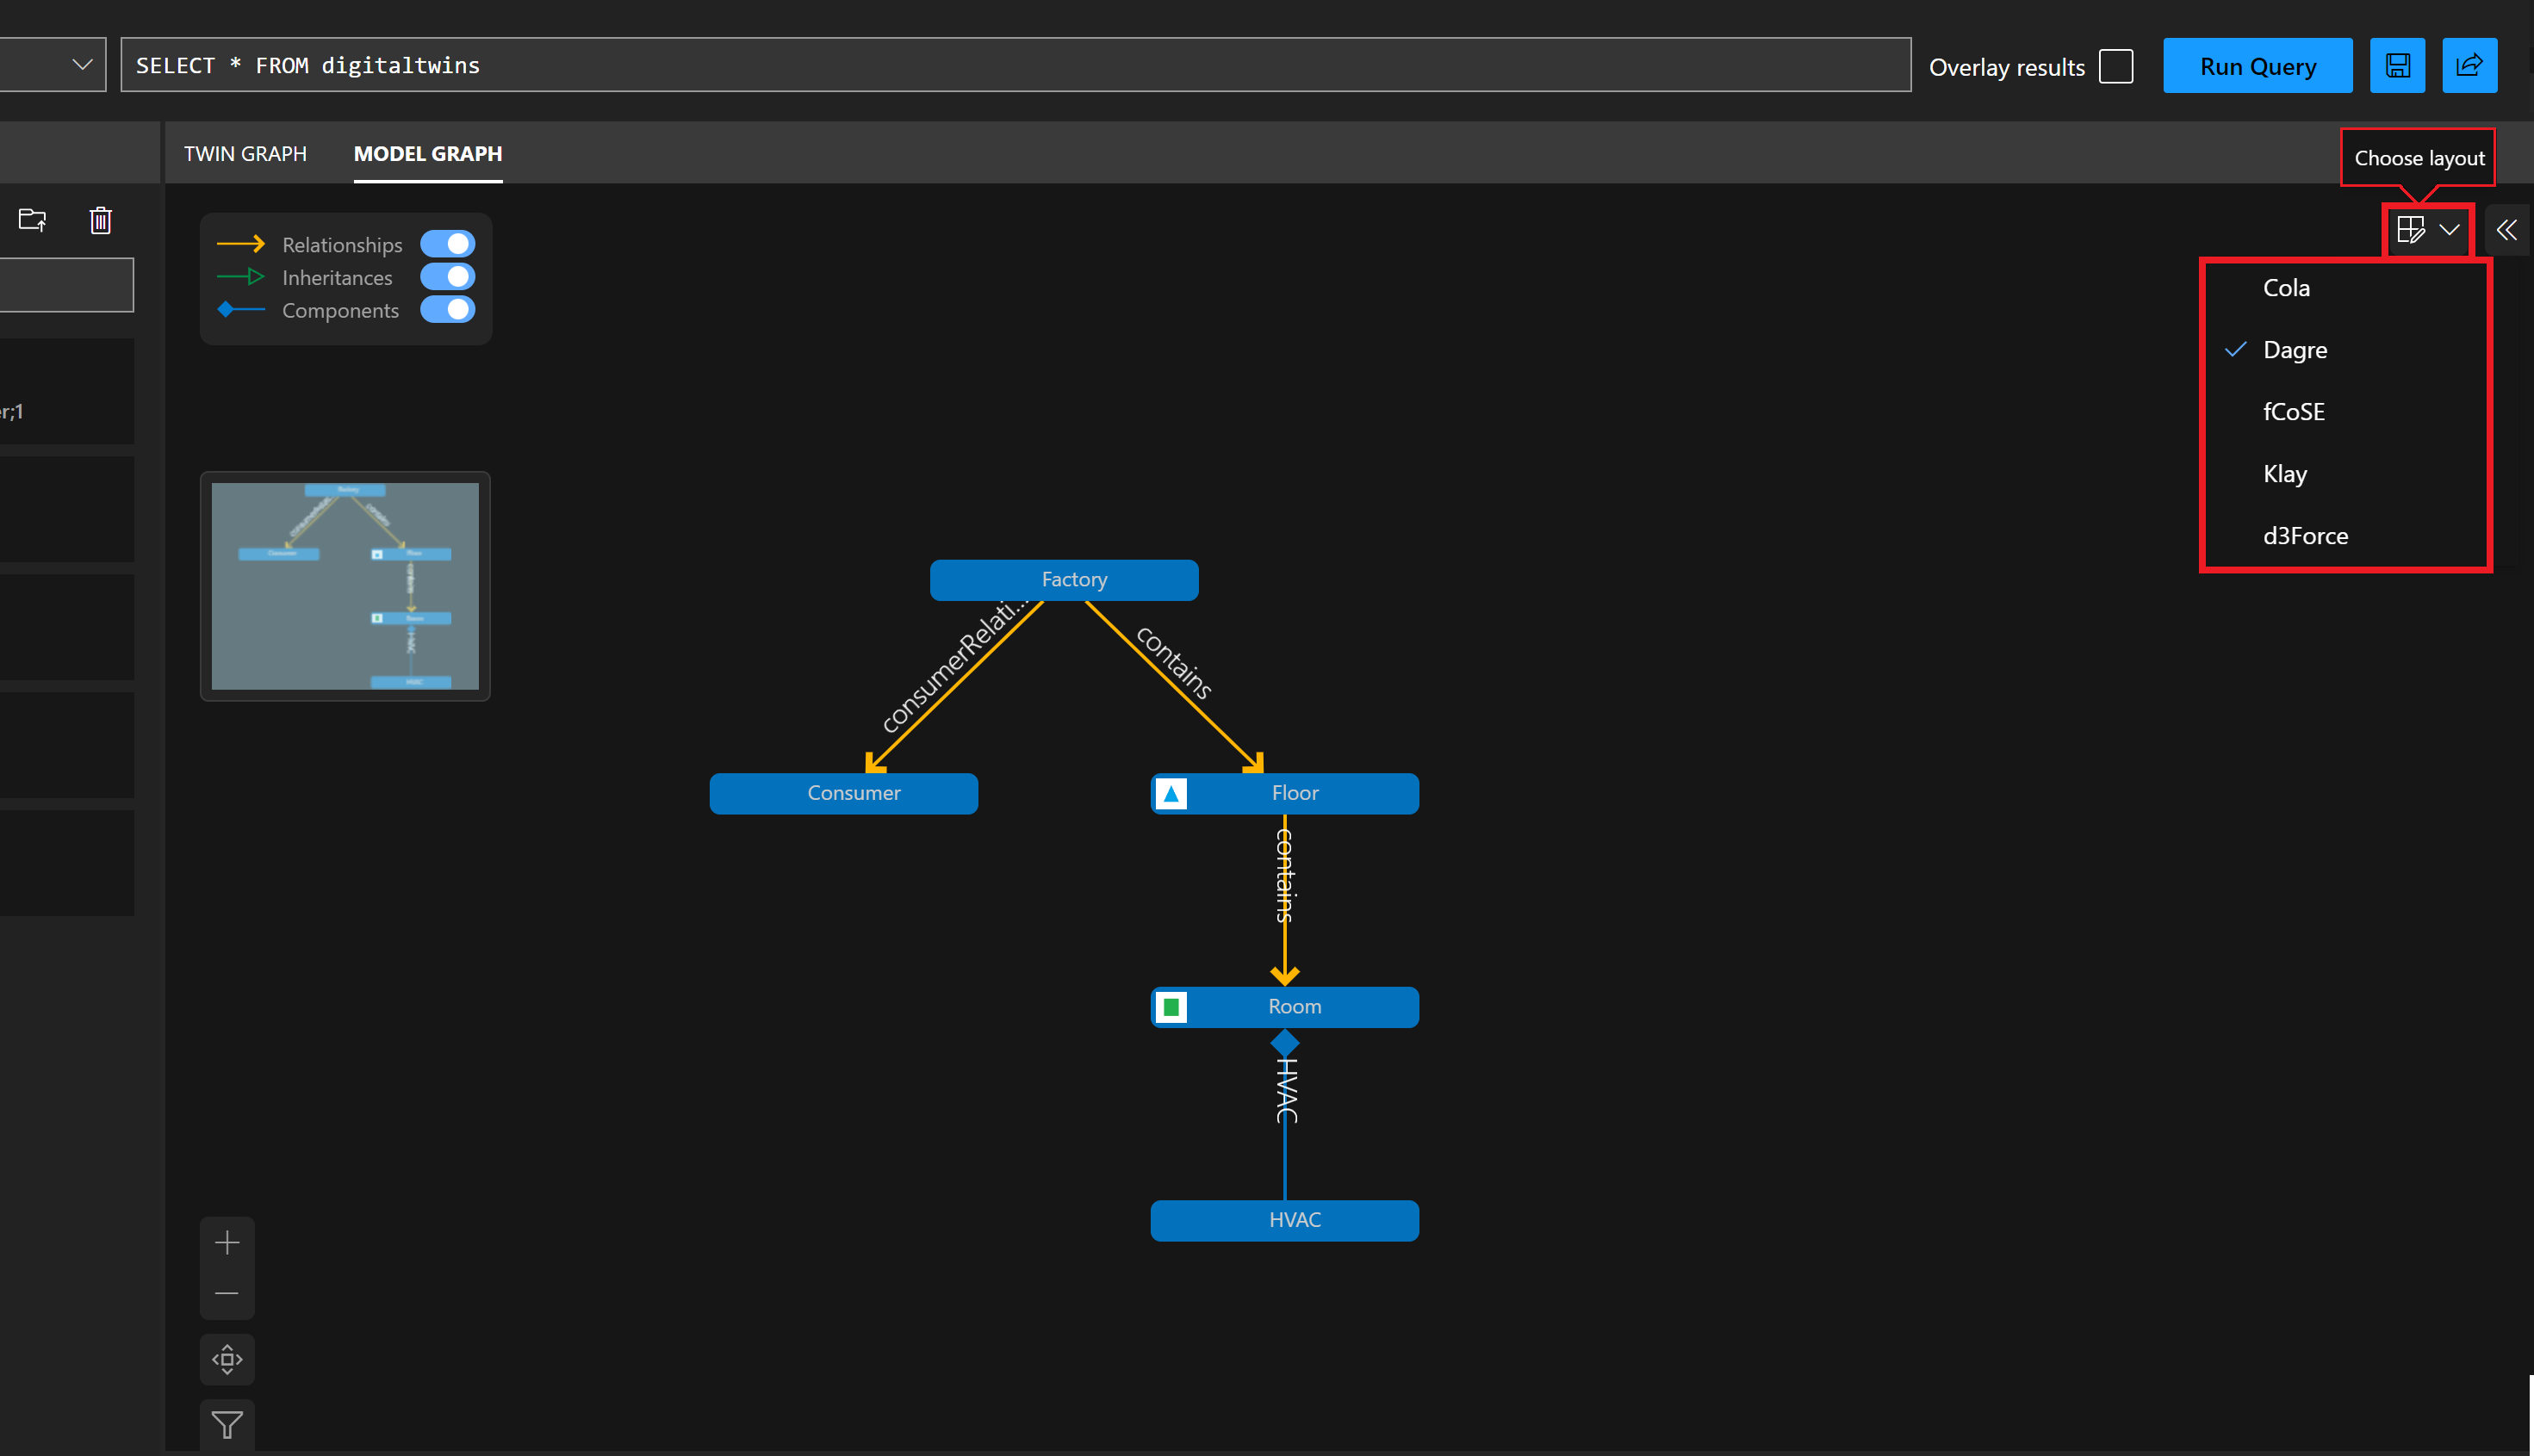 SELECT * FROM digitaltwins
Overlay results
Run Query
TWIN GRAPH
MODEL GRAPH
Choose layout
Relationships
Inheritances
Components
Cola
Dagre
fCoSE
Klay
d3Force
er;1
Factory
consumerRelati...
contains
Consumer
Floor
contains
Room
HVAC
HVAC